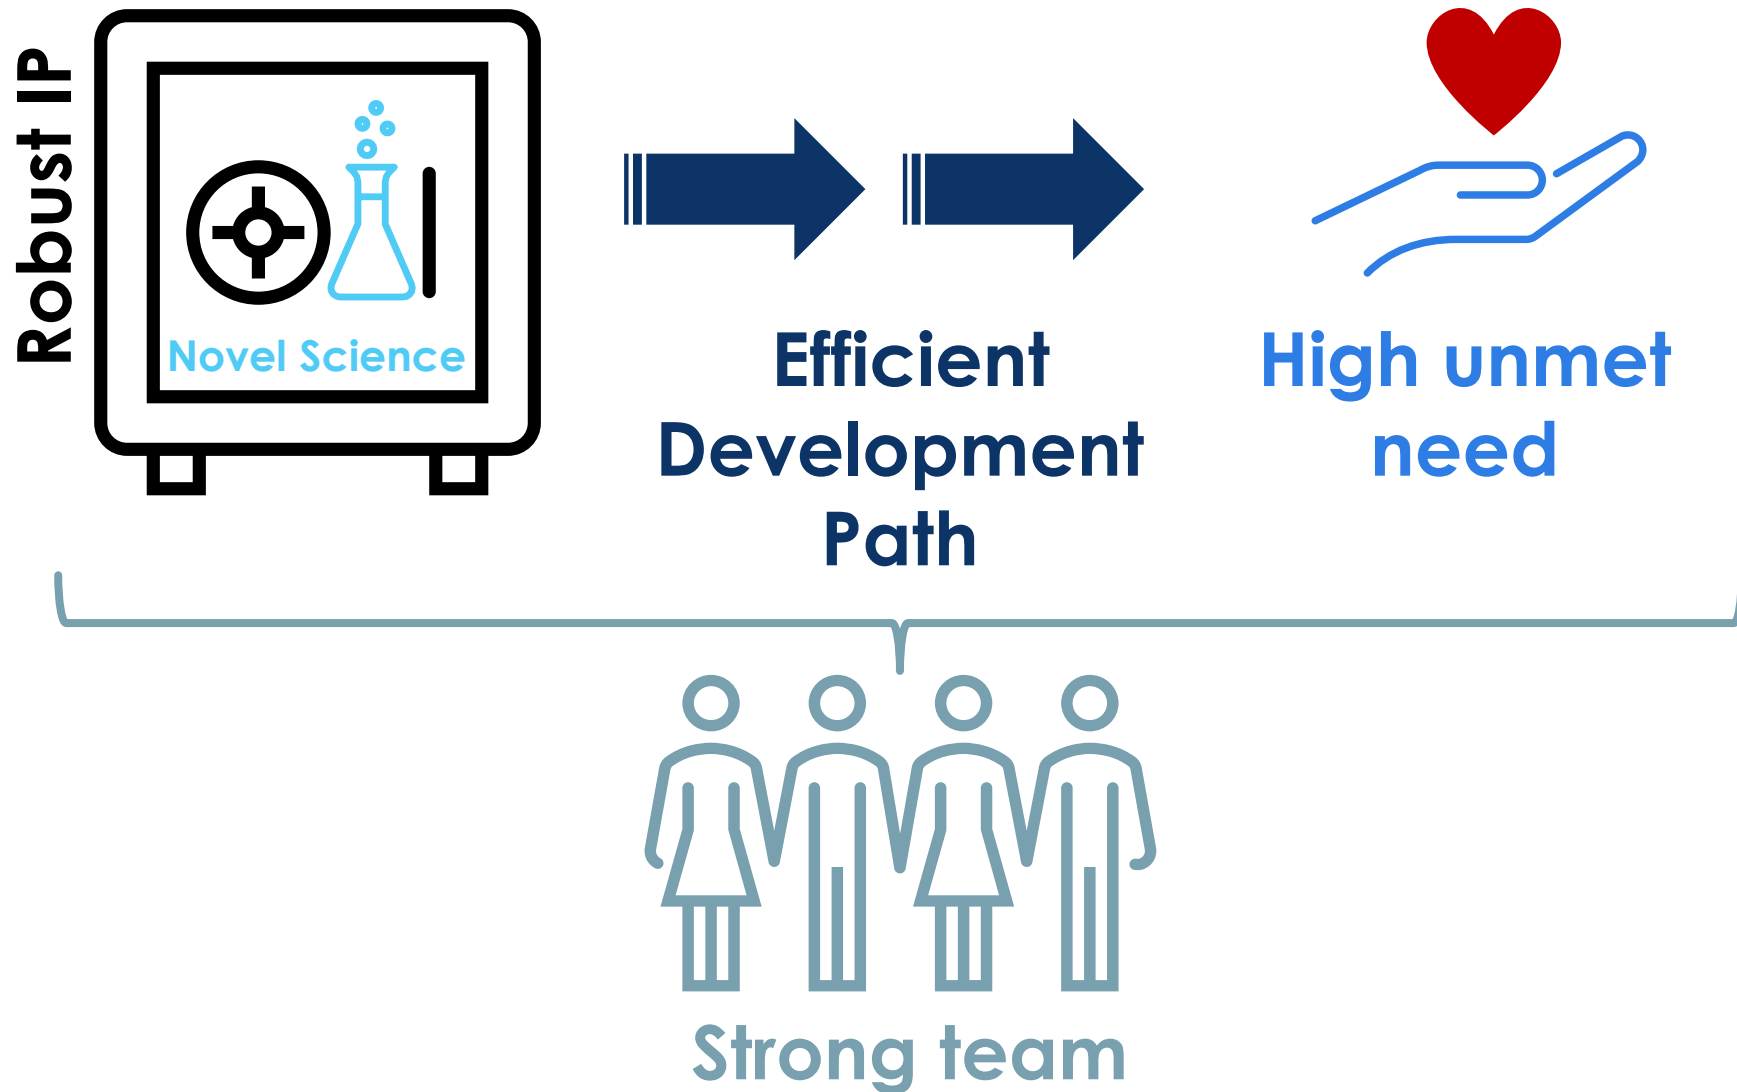 Robust IP
Novel Science
Efficient
Development
Path
High unmet
need
Strong team